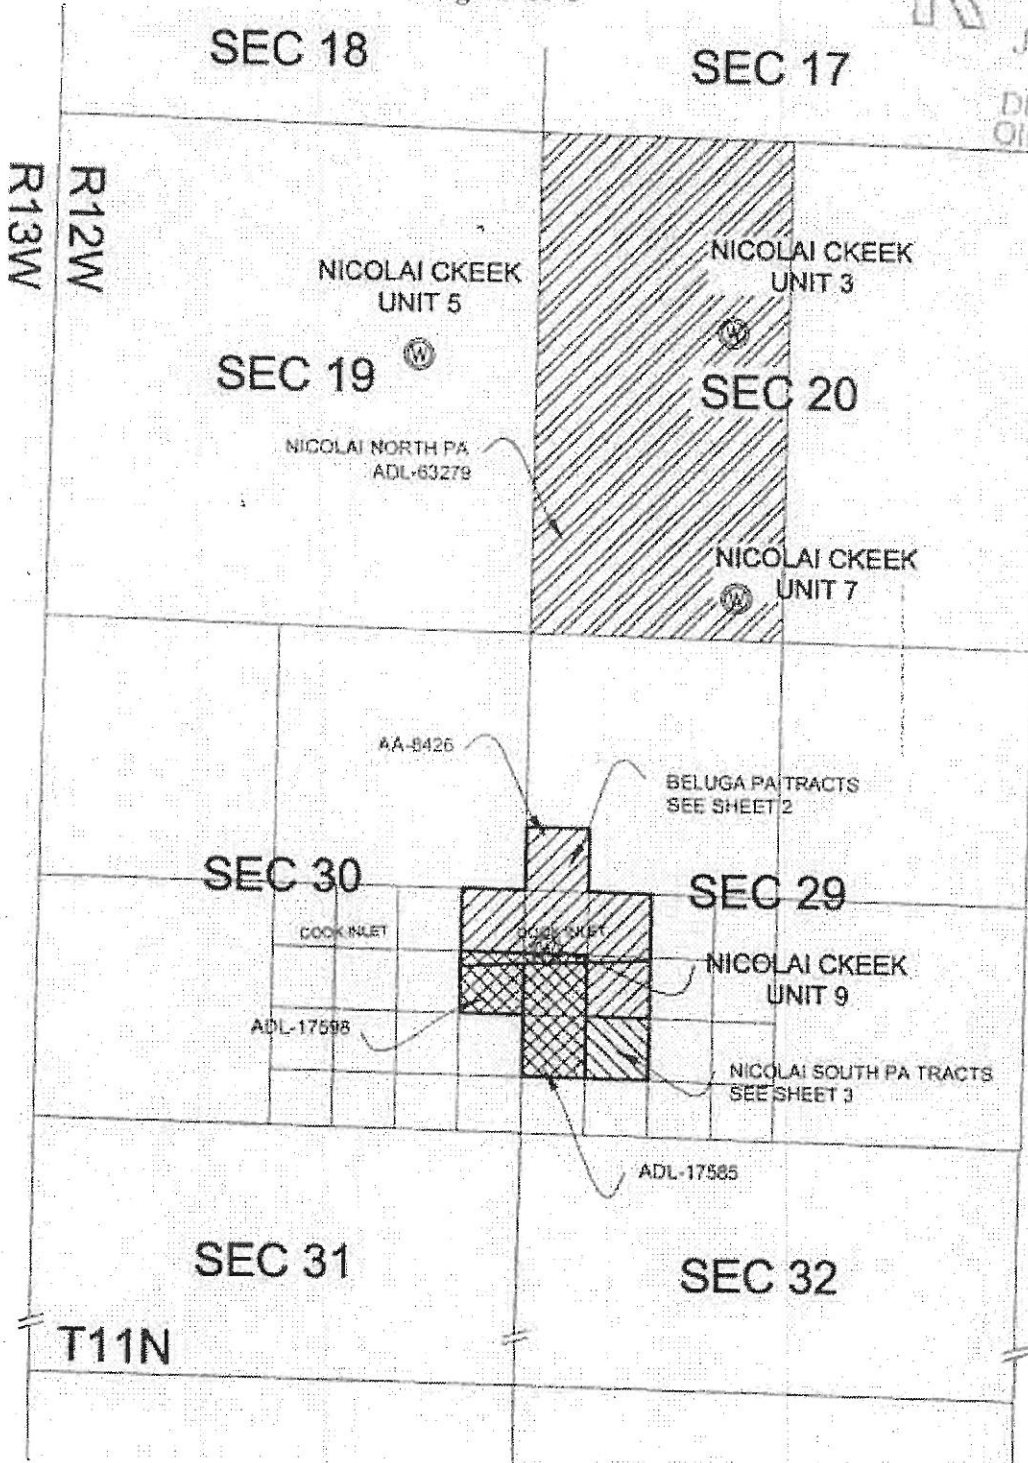 SEC 18
SEC 17
R13W
R12W
NICOLAI CKEEK
UNIT 5
NICOLAI CKEEK
UNIT 3
SEC 19
SEC 20
NICOLAI NORTH PA
ADL-63279
NICOLAI CKEEK
UNIT 7
AA-8426
BELUGA PA TRACTS
SEE SHEET 2
SEC 30
SEC 29
COOK INLET
COOK INLET
NICOLAI CKEEK
UNIT 9
ADL-17598
NICOLAI SOUTH PA TRACTS
SEE SHEET 3
ADL-17585
SEC 31
SEC 32
T11N